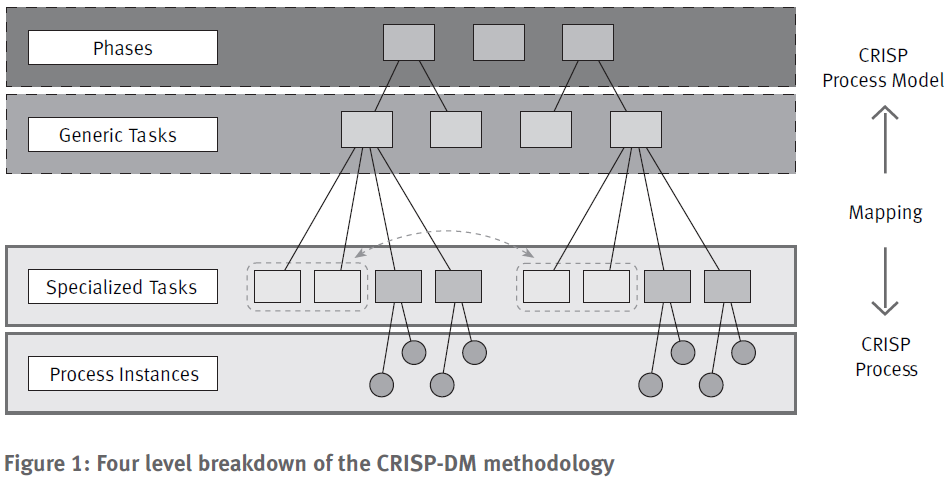 Phases
CRISP
Process Model
Generic Tasks
Mapping
Specialized Tasks
CRISP
Process
Process Instances
Figure 1: Four level breakdown of the CRISP-DM methodology